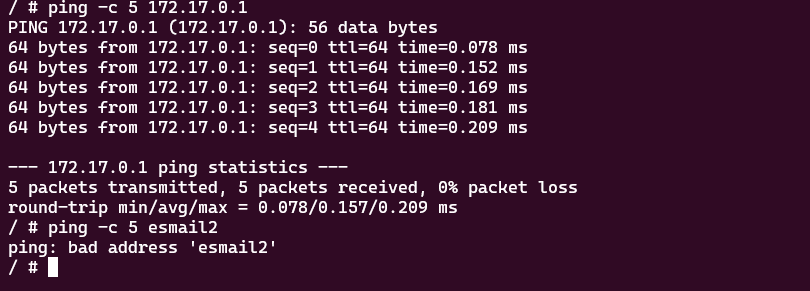 / # ping -c 5 172.17.0.1
PING 172.17.0.1 (172.17.0.1): 56 data bytes
64 bytes from 172.17.0.1: seq=0 ttl=64 time=0.078 ms
64 bytes from 172.17.0.1: seq=1 ttl=64 time=0.152 ms
64 bytes from 172.17.0.1: seq=2 ttl=64 time=0.169 ms
64 bytes from 172.17.0.1: seq=3 ttl=64 time=0.181 ms
64 bytes from 172.17.0.1: seq=4 ttl=64 time=0.209 ms
--- 172.17.0.1 ping statistics ---
5 packets transmitted, 5 packets received, 0% packet loss
round-trip min/avg/max = 0.078/0.157/0.209 ms
/ # ping -c 5 esmail2
ping: bad address 'esmail2'
/ #